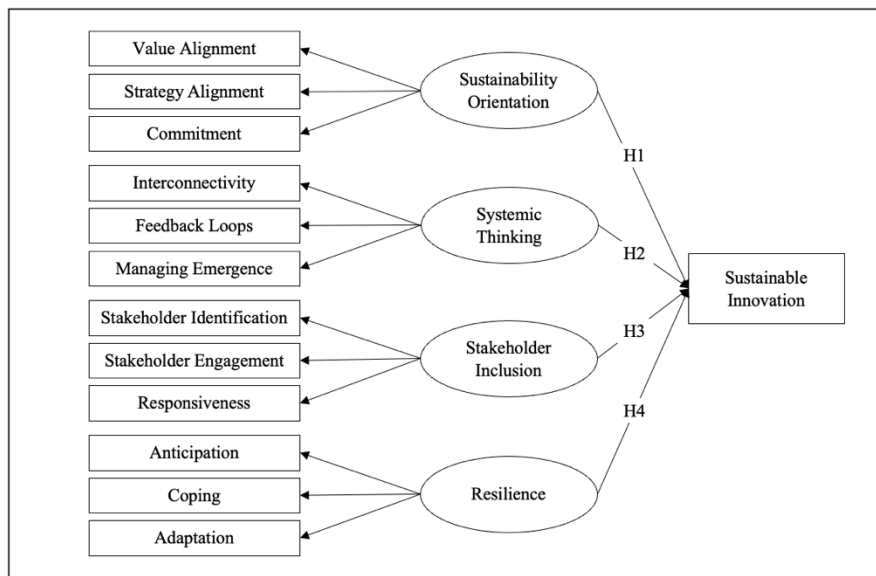 Value Alignment
Strategy Alignment
Commitment
Sustainability
Orientation
H1
Interconnectivity
Feedback Loops
Managing Emergence
Systemic
Thinking
H2
Sustainable
Innovation
Stakeholder Identification
Stakeholder Engagement
Responsiveness
Stakeholder
Inclusion
H3
H4
Anticipation
Coping
Adaptation
Resilience